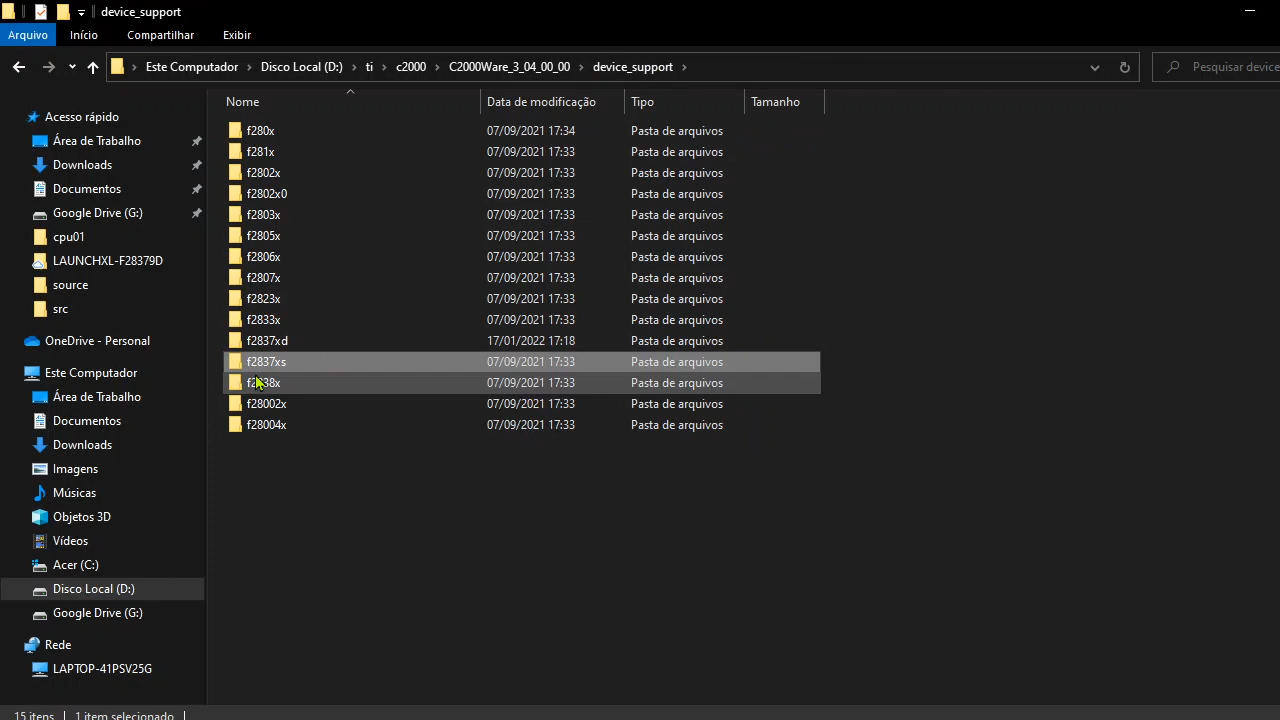 device_support
Arquivo Início Compartilhar Exibir
Este Computador Disco Local (D:) ti c2000 C2000Ware_3_04_00_00 device_support
Pesquisar device
Nome Data de modificação Tipo Tamanho
Acesso rápido
Área de Trabalho
Downloads
Documentos
Google Drive (G:)
cpu01
LAUNCHXL-F28379D
source
src
OneDrive - Personal
Este Computador
Área de Trabalho
Documentos
Downloads
Imagens
Músicas
Objetos 3D
Vídeos
Acer (C:)
Disco Local (D:)
Google Drive (G:)
Rede
LAPTOP-41PSV25G
f280x 07/09/2021 17:34 Pasta de arquivos
f281x 07/09/2021 17:33 Pasta de arquivos
f2802x 07/09/2021 17:33 Pasta de arquivos
f2802x0 07/09/2021 17:33 Pasta de arquivos
f2803x 07/09/2021 17:33 Pasta de arquivos
f2805x 07/09/2021 17:33 Pasta de arquivos
f2806x 07/09/2021 17:33 Pasta de arquivos
f2807x 07/09/2021 17:33 Pasta de arquivos
f2823x 07/09/2021 17:33 Pasta de arquivos
f2833x 07/09/2021 17:33 Pasta de arquivos
f2837xd 17/01/2022 17:18 Pasta de arquivos
f2837xs 07/09/2021 17:33 Pasta de arquivos
f2838x 07/09/2021 17:33 Pasta de arquivos
f28002x 07/09/2021 17:33 Pasta de arquivos
f28004x 07/09/2021 17:33 Pasta de arquivos
15 itens 1 item selecionado